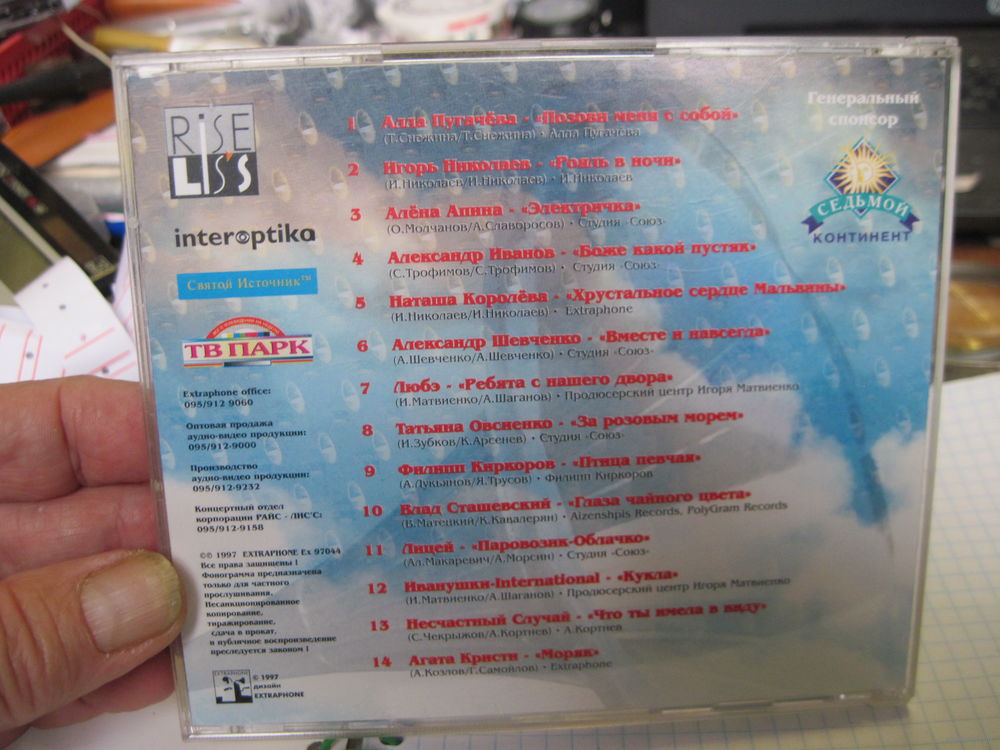 RISE
LIS'S
interoptika
Святой Источник™
ТВ ПАРК
Extraphone office:
095/912 9060
Оптовая продажа
аудио-видео продукции:
095/912-9000
Производство
аудио-видео продукции:
095/912-9232
Концертный отдел
корпорации РАЙС - ЛИС'С:
095/912-9158
©℗ 1997 EXTRAPHONE Ex 97044
Все права защищены !
Фонограмма предназначена
только для частного
прослушивания.
Несанкционированное
копирование,
тиражирование,
сдача в прокат,
и публичное воспроизведение
преследуется законом !
EXTRAPHONE
© 1997
дизайн
EXTRAPHONE
1 Алла Пугачёва - «Позови меня с собой»
(Т.Снежина/Т.Снежина) • Алла Пугачова
2 Игорь Николаев - «Рояль в ночи»
(И.Николаев/И.Николаев) • И.Николаев
3 Алёна Апина - «Электричка»
(О.Молчанов/А.Славоросов) • Студия «Союз»
4 Александр Иванов - «Боже какой пустяк»
(С.Трофимов/С.Трофимов) • Студия «Союз»
5 Наташа Королёва - «Хрустальное сердце Мальвины»
(И.Николаев/И.Николаев) • Extraphone
6 Александр Шевченко - «Вместе и навсегда»
(А.Шевченко/А.Шевченко) • Студия «Союз»
7 Любэ - «Ребята с нашего двора»
(И.Матвиенко/А.Шаганов) • Продюсерский центр Игоря Матвиенко
8 Татьяна Овсиенко - «За розовым морем»
(И.Зубков/К.Арсенев) • Студия «Союз»
9 Филипп Киркоров - «Птица певчая»
(А.Лукьянов/Я.Трусов) • Филипп Киркоров
10 Влад Сташевский - «Глаза чайного цвета»
(В.Матецкий/К.Кавалерян) • Aizenshpis Records, PolyGram Records
11 Лицей - «Паровозик-Облачко»
(Ал.Макаревич/А.Морсин) • Студия «Союз»
12 Иванушки-International - «Кукла»
(И.Матвиенко/А.Шаганов) • Продюсерский центр Игоря Матвиенко
13 Несчастный Случай - «Что ты имела в виду»
(С.Чекрыжов/А.Кортнев) • А.Кортнев
14 Агата Кристи - «Моряк»
(А.Козлов/Г.Самойлов) • Extraphone
Генеральный
спонсор
СЕДЬМОЙ
КОНТИНЕНТ